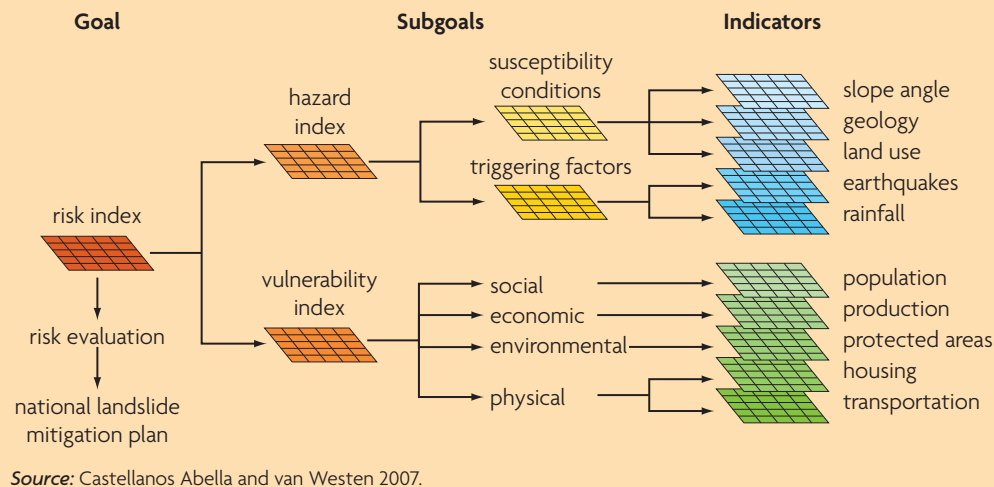 Goal
Subgoals
Indicators
susceptibility
conditions
hazard
index
triggering factors
slope angle
geology
land use
earthquakes
rainfall
risk index
vulnerability
index
social
economic
environmental
physical
population
production
protected areas
housing
transportation
risk evaluation
national landslide
mitigation plan
Source: Castellanos Abella and van Westen 2007.